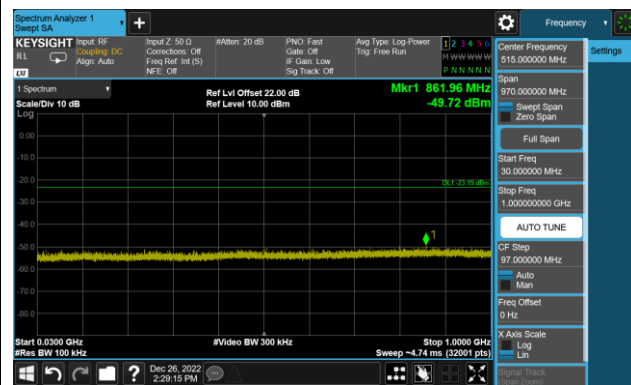 Spectrum Analyzer 1
Swept SA
Frequency
KEYSIGHT
RL
LXI
Input: RF
Coupling: DC
Align: Auto
Input Z: 50 Ω
Corrections: Off
Freq Ref: Int (S)
NFE: Off
#Atten: 20 dB
PNO: Fast
Gate: Off
IF Gain: Low
Sig Track: Off
Avg Type: Log-Power
Trig: Free Run
1 2 3 4 5 6
M W W W W W
P N N N N N
1 Spectrum
Scale/Div 10 dB
Log
Ref Lvl Offset 22.00 dB
Ref Level 10.00 dBm
Mkr1 861.96 MHz
-49.72 dBm
0.00
-10.0
-20.0
-30.0
-40.0
-50.0
-60.0
-70.0
-80.0
DL1 -23.19 dBm
1
Start 0.0300 GHz
#Res BW 100 kHz
#Video BW 300 kHz
Stop 1.0000 GHz
Sweep ~4.74 ms (32001 pts)
Center Frequency
515.000000 MHz
Settings
Span
970.000000 MHz
Swept Span
Zero Span
Full Span
Start Freq
30.000000 MHz
Stop Freq
1.000000000 GHz
AUTO TUNE
CF Step
97.000000 MHz
Auto
Man
Freq Offset
0 Hz
X Axis Scale
Log
Lin
Signal Track
(Span Zoom)
?
Dec 26, 2022
2:29:15 PM